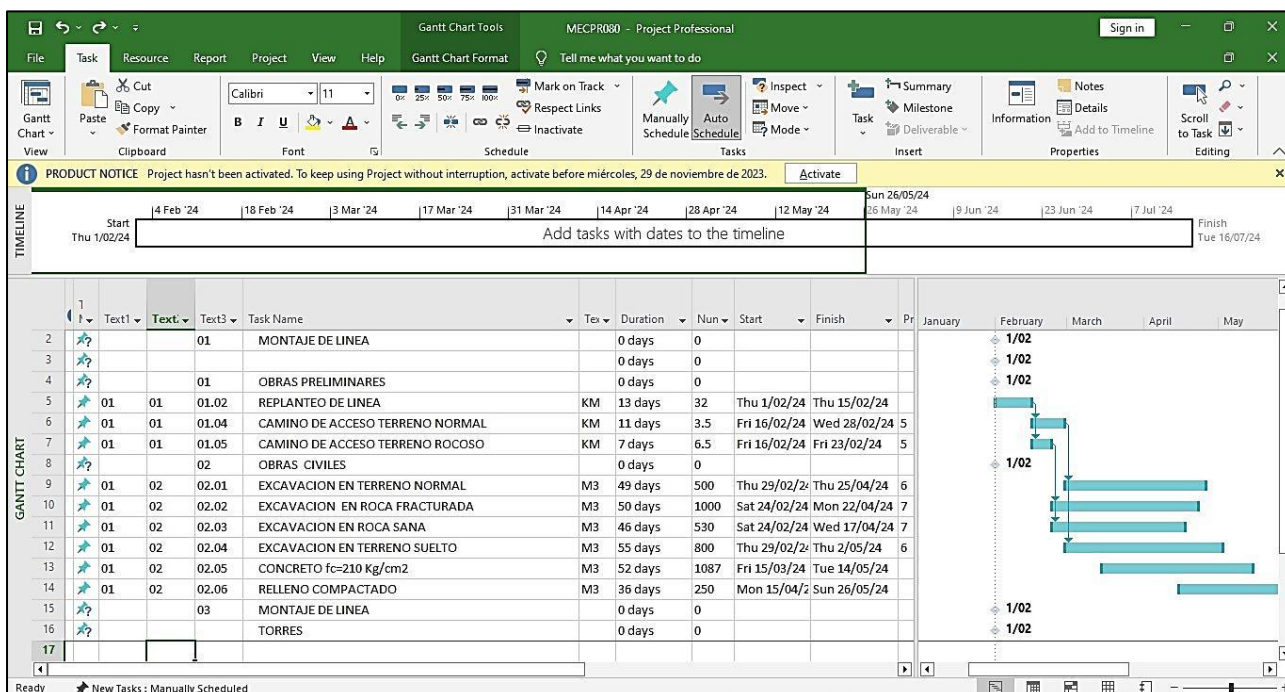 Gantt Chart Tools MECPR080 - Project Professional Sign in
File Task Resource Report Project View Help Gantt Chart Format Tell me what you want to do
Gantt Chart
View
Paste
Cut
Copy
Format Painter
Clipboard
Calibri 11
B I U A
Font
0% 25% 50% 75% 100%
Mark on Track
Respect Links
Inactivate
Schedule
Manually Schedule
Auto Schedule
Inspect
Move
Mode
Tasks
Task
Summary
Milestone
Deliverable
Insert
Information
Notes
Details
Add to Timeline
Properties
Scroll to Task
Editing
PRODUCT NOTICE Project hasn't been activated. To keep using Project without interruption, activate before miércoles, 29 de noviembre de 2023. Activate
TIMELINE
Sun 26/05/24
4 Feb '24 18 Feb '24 3 Mar '24 17 Mar '24 31 Mar '24 14 Apr '24 28 Apr '24 12 May '24 26 May '24 9 Jun '24 23 Jun '24 7 Jul '24
Start
Thu 1/02/24
Add tasks with dates to the timeline
Finish
Tue 16/07/24
GANTT CHART
Text1 Text Text3 Task Name Tex Duration Nun Start Finish Pr January February March April May
2 01 MONTAJE DE LINEA 0 days 0 1/02
3 0 days 0 1/02
4 01 OBRAS PRELIMINARES 0 days 0 1/02
5 01 01 01.02 REPLANTEO DE LINEA KM 13 days 32 Thu 1/02/24 Thu 15/02/24
6 01 01 01.04 CAMINO DE ACCESO TERRENO NORMAL KM 11 days 3.5 Fri 16/02/24 Wed 28/02/24 5
7 01 01 01.05 CAMINO DE ACCESO TERRENO ROCOSO KM 7 days 6.5 Fri 16/02/24 Fri 23/02/24 5
8 02 OBRAS CIVILES 0 days 0 1/02
9 01 02 02.01 EXCAVACION EN TERRENO NORMAL M3 49 days 500 Thu 29/02/24 Thu 25/04/24 6
10 01 02 02.02 EXCAVACION EN ROCA FRACTURADA M3 50 days 1000 Sat 24/02/24 Mon 22/04/24 7
11 01 02 02.03 EXCAVACION EN ROCA SANA M3 46 days 530 Sat 24/02/24 Wed 17/04/24 7
12 01 02 02.04 EXCAVACION EN TERRENO SUELTO M3 55 days 800 Thu 29/02/24 Thu 2/05/24 6
13 01 02 02.05 CONCRETO fc=210 Kg/cm2 M3 52 days 1087 Fri 15/03/24 Tue 14/05/24
14 01 02 02.06 RELLENO COMPACTADO M3 36 days 250 Mon 15/04/2 Sun 26/05/24
15 03 MONTAJE DE LINEA 0 days 0 1/02
16 TORRES 0 days 0 1/02
17
Ready New Tasks : Manually Scheduled